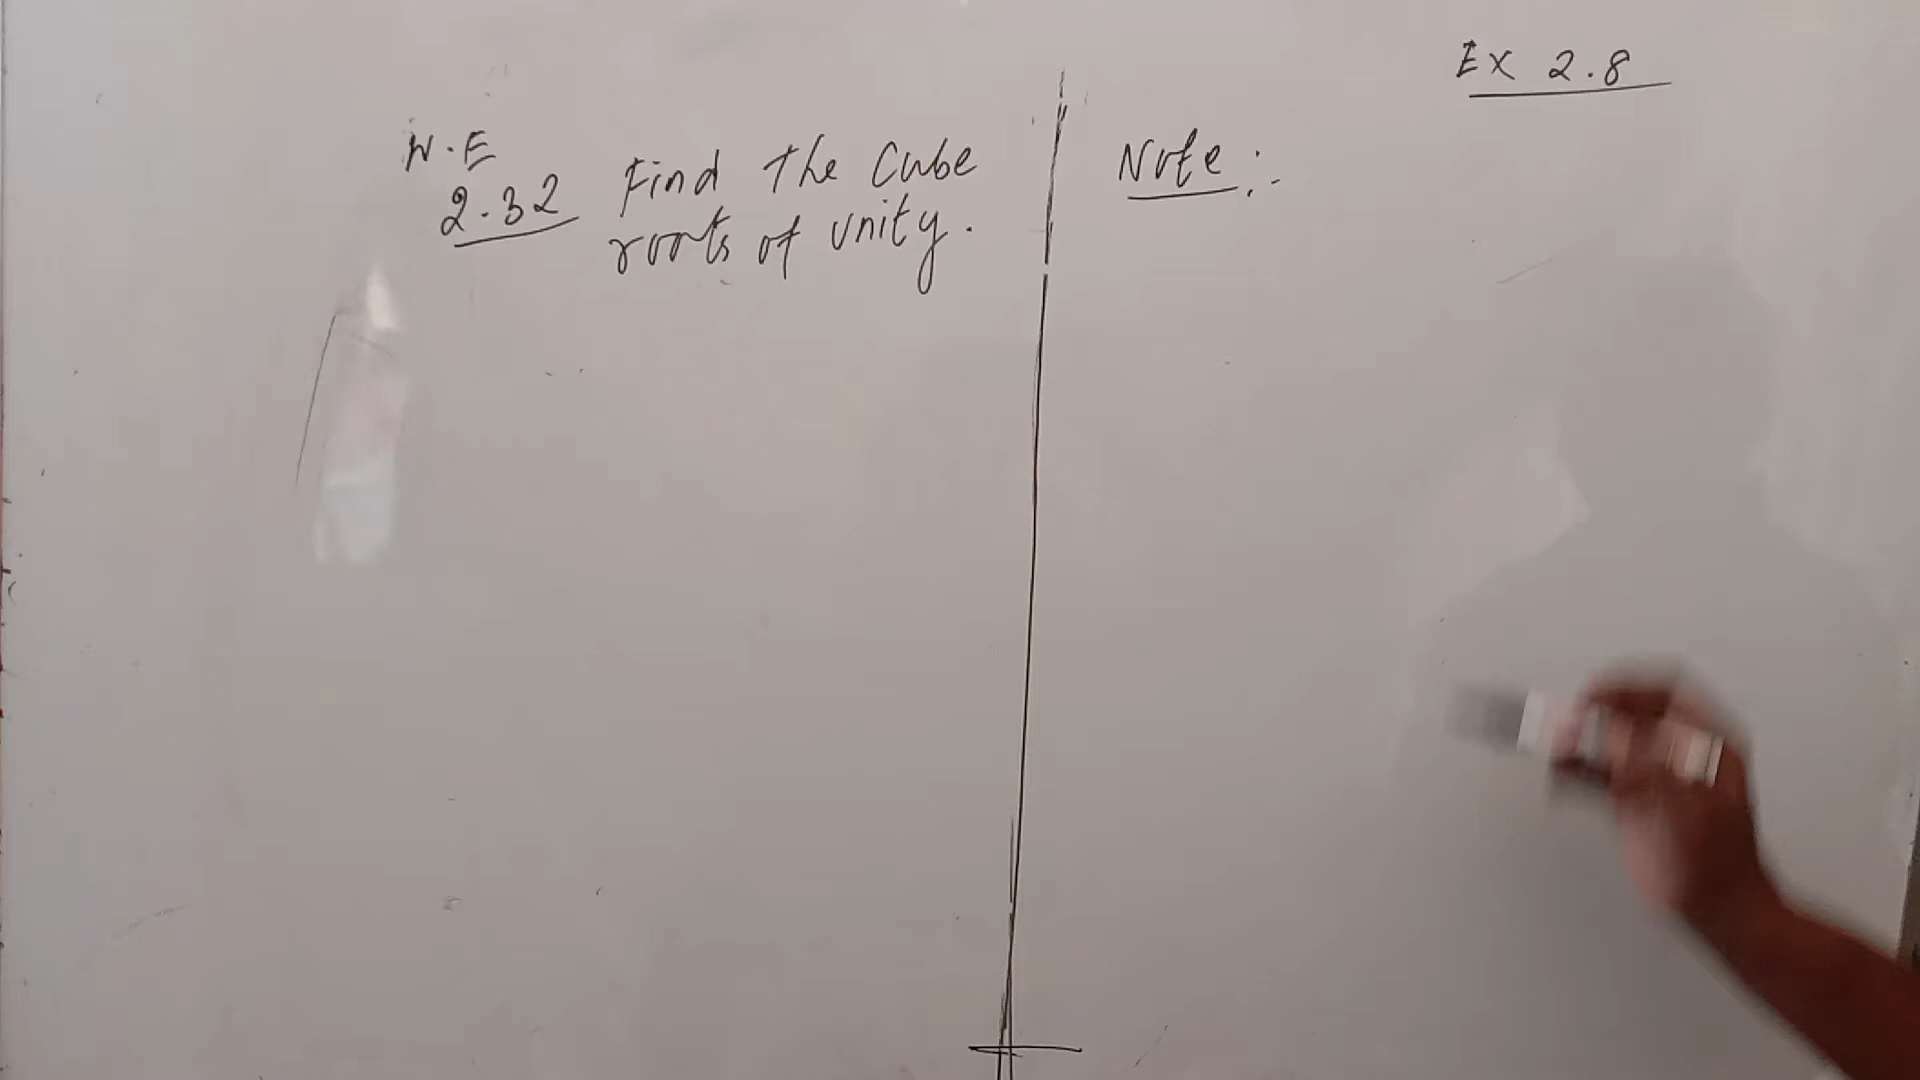 Ex 2.8
W.E
2.32 Find the Cube
roots of unity.
Note :-